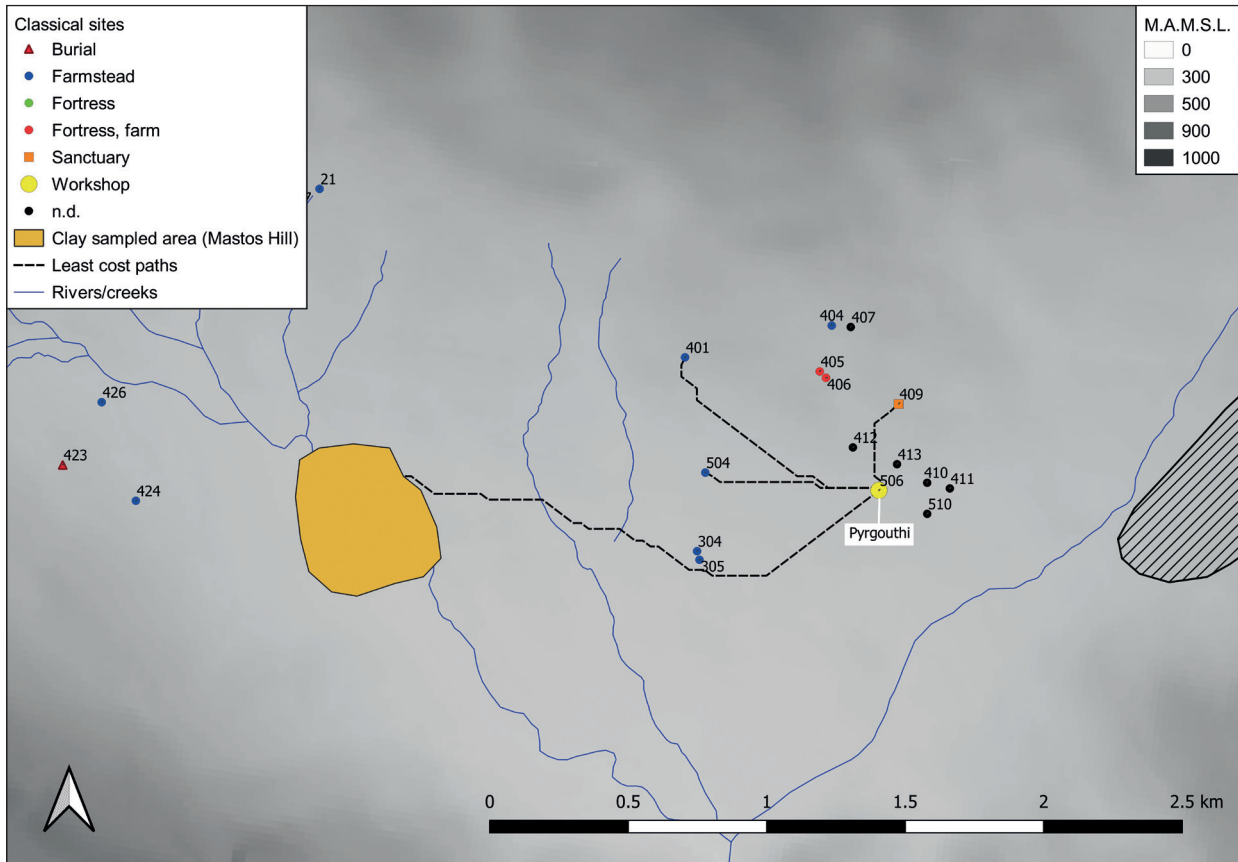 Classical sites
Burial
Farmstead
Fortress
Fortress, farm
Sanctuary
Workshop
n.d.
Clay sampled area (Mastos Hill)
Least cost paths
Rivers/creeks
M.A.M.S.L.
0
300
500
900
1000
21
404
407
401
405
406
409
426
412
423
413
504
410
411
506
424
510
Pyrgouthi
304
305
0
0.5
1
1.5
2
2.5 km